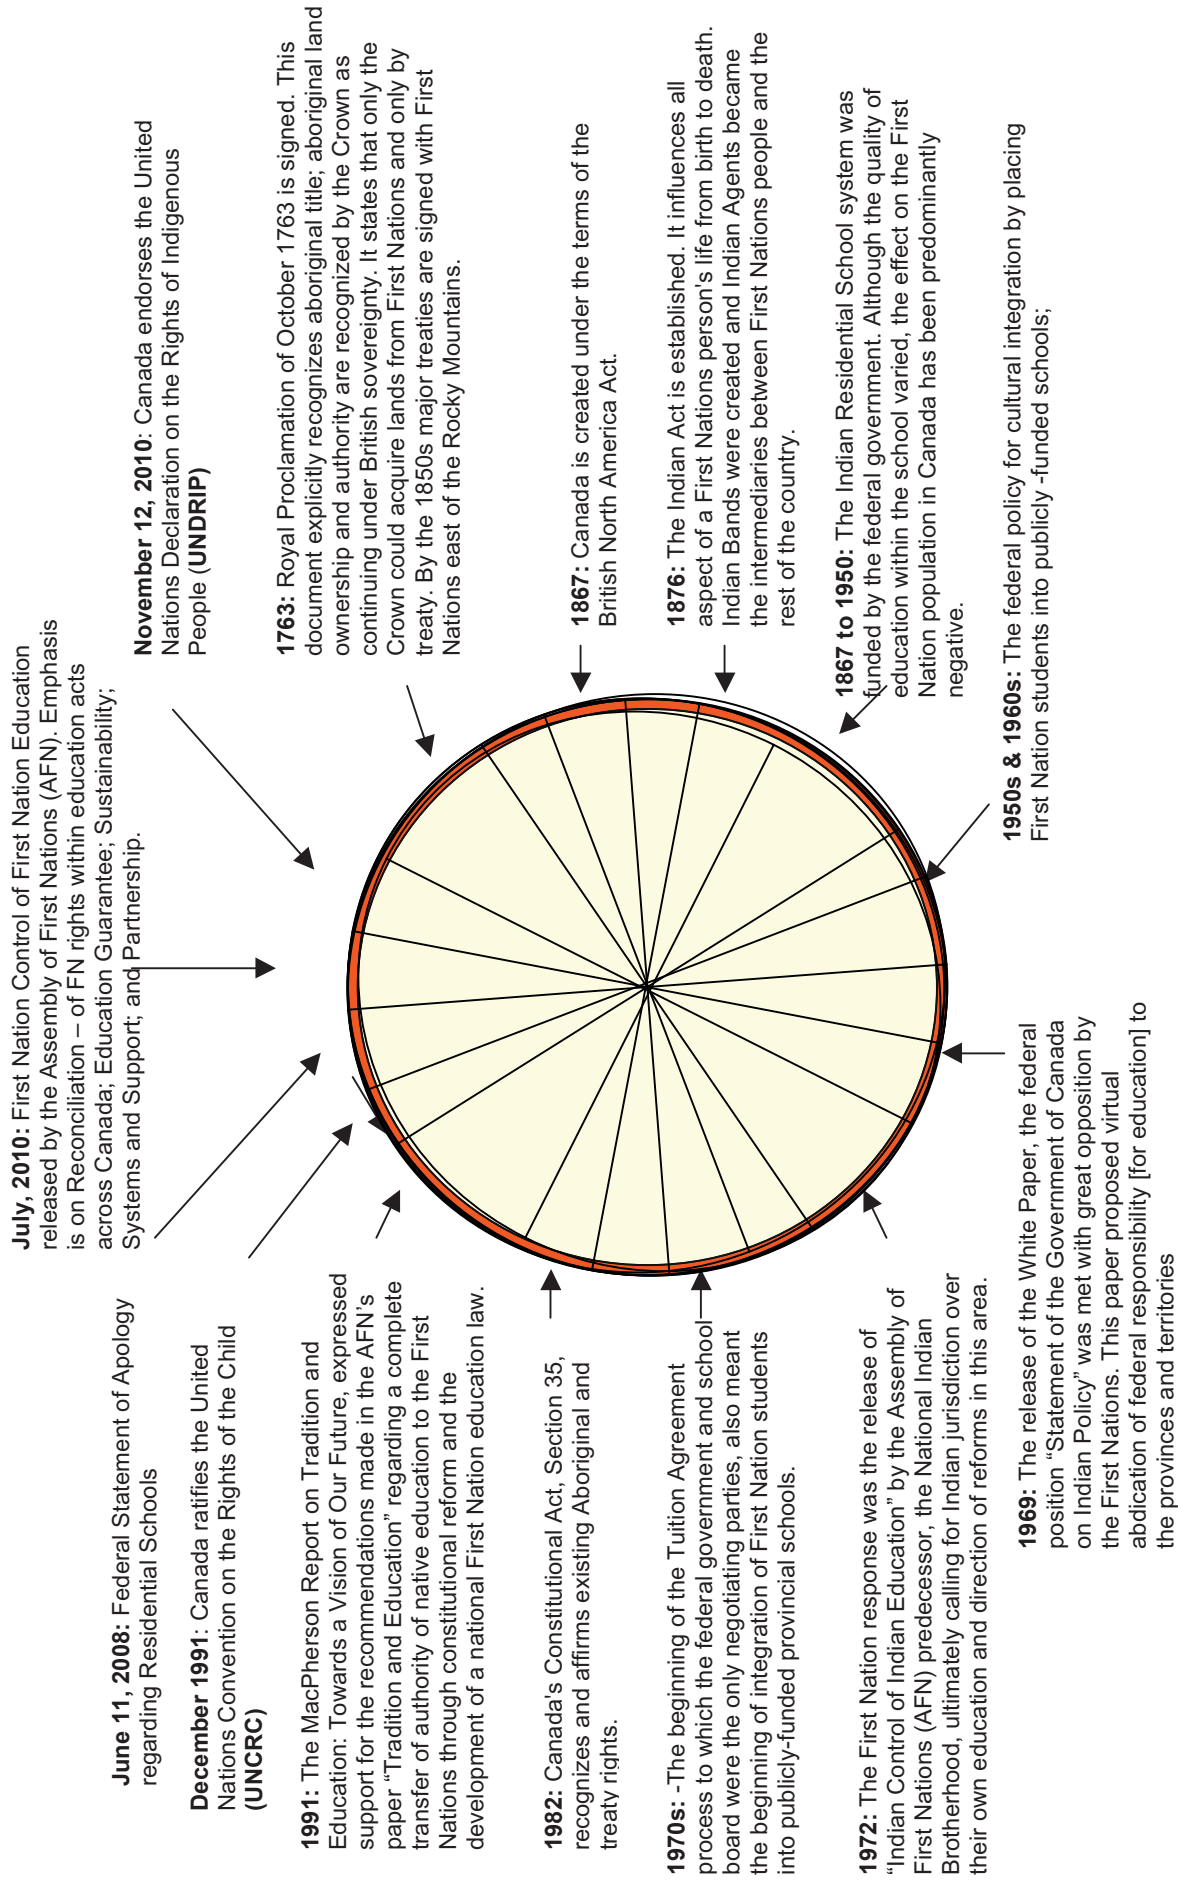 July, 2010: First Nation Control of First Nation Education
released by the Assembly of First Nations (AFN). Emphasis
is on Reconciliation – of FN rights within education acts
across Canada; Education Guarantee; Sustainability;
Systems and Support; and Partnership.
November 12, 2010: Canada endorses the United
Nations Declaration on the Rights of Indigenous
People (UNDRIP)
1763: Royal Proclamation of October 1763 is signed. This
document explicitly recognizes aboriginal title; aboriginal land
ownership and authority are recognized by the Crown as
continuing under British sovereignty. It states that only the
Crown could acquire lands from First Nations and only by
treaty. By the 1850s major treaties are signed with First
Nations east of the Rocky Mountains.
1867: Canada is created under the terms of the
British North America Act.
1876: The Indian Act is established. It influences all
aspect of a First Nations person's life from birth to death.
Indian Bands were created and Indian Agents became
the intermediaries between First Nations people and the
rest of the country.
1867 to 1950: The Indian Residential School system was
funded by the federal government. Although the quality of
education within the school varied, the effect on the First
Nation population in Canada has been predominantly
negative.
1950s & 1960s: The federal policy for cultural integration by placing
First Nation students into publicly -funded schools;
1969: The release of the White Paper, the federal
position “Statement of the Government of Canada
on Indian Policy” was met with great opposition by
the First Nations. This paper proposed virtual
abdication of federal responsibility [for education] to
the provinces and territories
1972: The First Nation response was the release of
“Indian Control of Indian Education” by the Assembly of
First Nations (AFN) predecessor, the National Indian
Brotherhood, ultimately calling for Indian jurisdiction over
their own education and direction of reforms in this area.
1970s: -The beginning of the Tuition Agreement
process to which the federal government and school
board were the only negotiating parties, also meant
the beginning of integration of First Nation students
into publicly-funded provincial schools.
1982: Canada's Constitutional Act, Section 35,
recognizes and affirms existing Aboriginal and
treaty rights.
1991: The MacPherson Report on Tradition and
Education: Towards a Vision of Our Future, expressed
support for the recommendations made in the AFN's
paper “Tradition and Education” regarding a complete
transfer of authority of native education to the First
Nations through constitutional reform and the
development of a national First Nation education law.
December 1991: Canada ratifies the United
Nations Convention on the Rights of the Child
(UNCRC)
June 11, 2008: Federal Statement of Apology
regarding Residential Schools